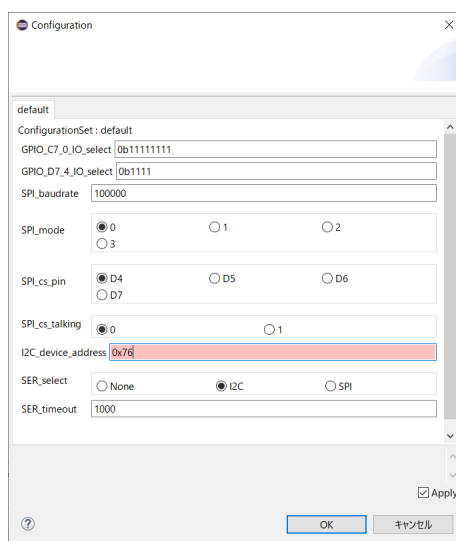 Configuration
default
ConfigurationSet : default
GPIO_C7_0_IO_select 0b11111111
GPIO_D7_4_IO_select 0b1111
SPI_baudrate 100000
SPI_mode 0 1 2
3
SPI_cs_pin D4 D5 D6
D7
SPI_cs_talking 0 1
I2C_device_address 0x76
SER_select None I2C SPI
SER_timeout 1000
Apply
? OK キャンセル